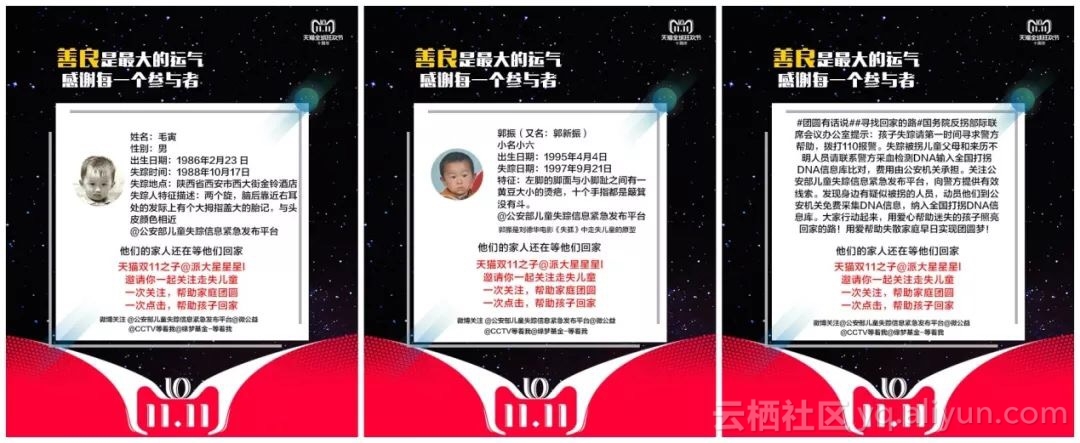 11.11
天猫全球狂欢节
十周年
善良是最大的运气
感谢每一个参与者
姓名：毛寅
性别：男
出生日期：1986年2月23 日
失踪时间：1988年10月17日
失踪地点：陕西省西安市西大街金铃酒店
失踪人特征描述：两个旋，脑后靠近右耳
处的发际上有个大拇指盖大的胎记，与头
皮颜色相近
@公安部儿童失踪信息紧急发布平台
他们的家人还在等他们回家
天猫双11之子@派大星星星I
邀请你一起关注走失儿童
一次关注，帮助家庭团圆
一次点击，帮助孩子回家
微博关注 @公安部儿童失踪信息紧急发布平台@微公益
@CCTV等着我@缘梦基金-等着我
10
11.11
11.11
天猫全球狂欢节
十周年
善良是最大的运气
感谢每一个参与者
郭振（又名：郭新振）
小名小六
出生日期：1995年4月4日
失踪日期：1997年9月21日
特征：左脚的脚面与小脚趾之间有一
黄豆大小的烫疤，十个手指都是簸箕
没有斗。
@公安部儿童失踪信息紧急发布平台
郭振是刘德华电影《失孤》中走失儿童的原型
他们的家人还在等他们回家
天猫双11之子@派大星星星I
邀请你一起关注走失儿童
一次关注，帮助家庭团圆
一次点击，帮助孩子回家
微博关注 @公安部儿童失踪信息紧急发布平台@微公益
@CCTV等着我@缘梦基金-等着我
10
11.11
11.11
天猫全球狂欢节
十周年
善良是最大的运气
感谢每一个参与者
#团圆有话说##寻找回家的路#国务院反拐部际联
席会议办公室提示：孩子失踪请第一时间寻求警方
帮助，拨打110报警。失踪被拐儿童父母和来历不
明人员请联系警方采血检测DNA输入全国打拐
DNA信息库比对，费用由公安机关承担。关注公
安部儿童失踪信息紧急发布平台，向警方提供有效
线索。发现身边有疑似被拐的人员，动员他们到公
安机关免费采集DNA信息，纳入全国打拐DNA信
息库。大家行动起来，用爱心帮助迷失的孩子照亮
回家的路！用爱帮助失散家庭早日实现团圆梦！
他们的家人还在等他们回家
天猫双11之子@派大星星星I
邀请你一起关注走失儿童
一次关注，帮助家庭团圆
一次点击，帮助孩子回家
微博关注 @公安部儿童失踪信息紧急发布平台@微公益
@CCTV等着我@缘梦基金-等着我
10
11.11
云栖社区 yq.aliyun.com